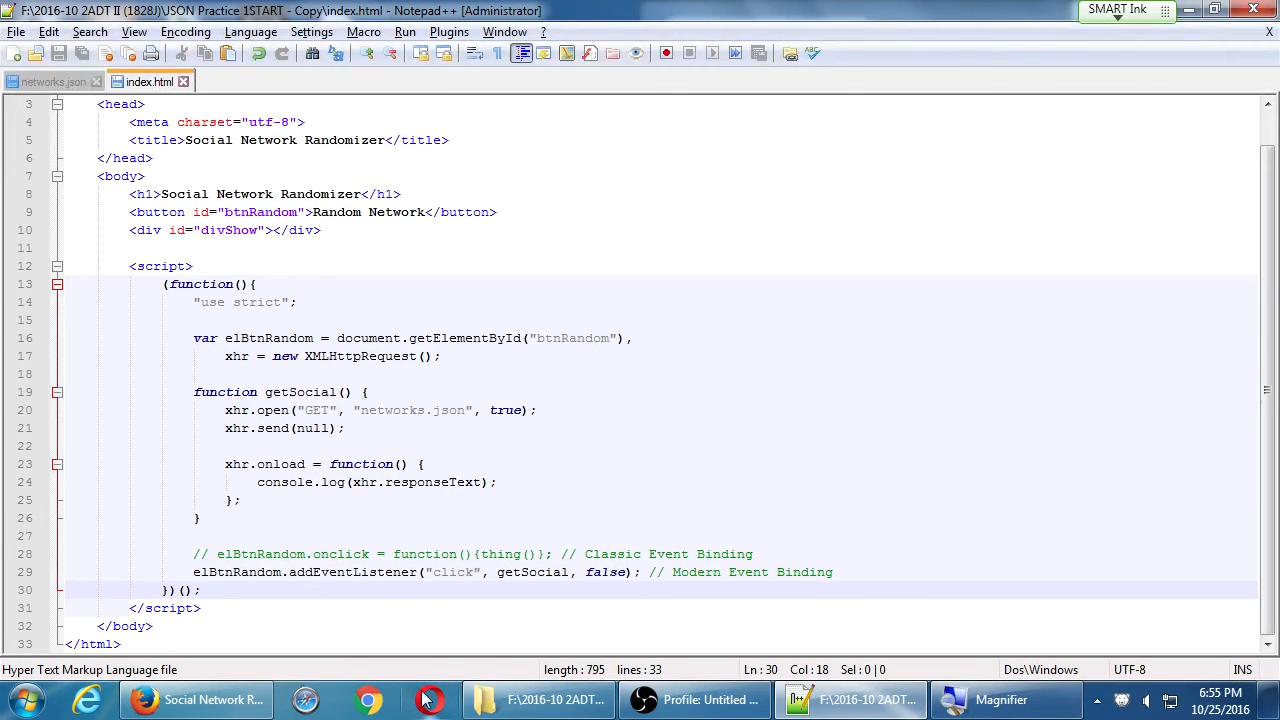 F:\2016-10 2ADT II (1828J)\JSON Practice 1START - Copy\index.html - Notepad++ [Administrator]
SMART Ink
File Edit Search View Encoding Language Settings Macro Run Plugins Window ? X
networks.json index.html
3 <head>
4 <meta charset="utf-8">
5 <title>Social Network Randomizer</title>
6 </head>
7 <body>
8 <h1>Social Network Randomizer</h1>
9 <button id="btnRandom">Random Network</button>
10 <div id="divShow"></div>
11
12 <script>
13 (function(){
14 "use strict";
15
16 var elBtnRandom = document.getElementById("btnRandom"),
17 xhr = new XMLHttpRequest();
18
19 function getSocial() {
20 xhr.open("GET", "networks.json", true);
21 xhr.send(null);
22
23 xhr.onload = function() {
24 console.log(xhr.responseText);
25 };
26 }
27
28 // elBtnRandom.onclick = function(){thing()}; // Classic Event Binding
29 elBtnRandom.addEventListener("click", getSocial, false); // Modern Event Binding
30 })();
31 </script>
32 </body>
33 </html>
Hyper Text Markup Language file length : 795 lines : 33 Ln : 30 Col : 18 Sel : 0 | 0 Dos\Windows UTF-8 INS
Social Network R... F:\2016-10 2ADT... Profile: Untitled ... F:\2016-10 2ADT... Magnifier 6:55 PM
10/25/2016